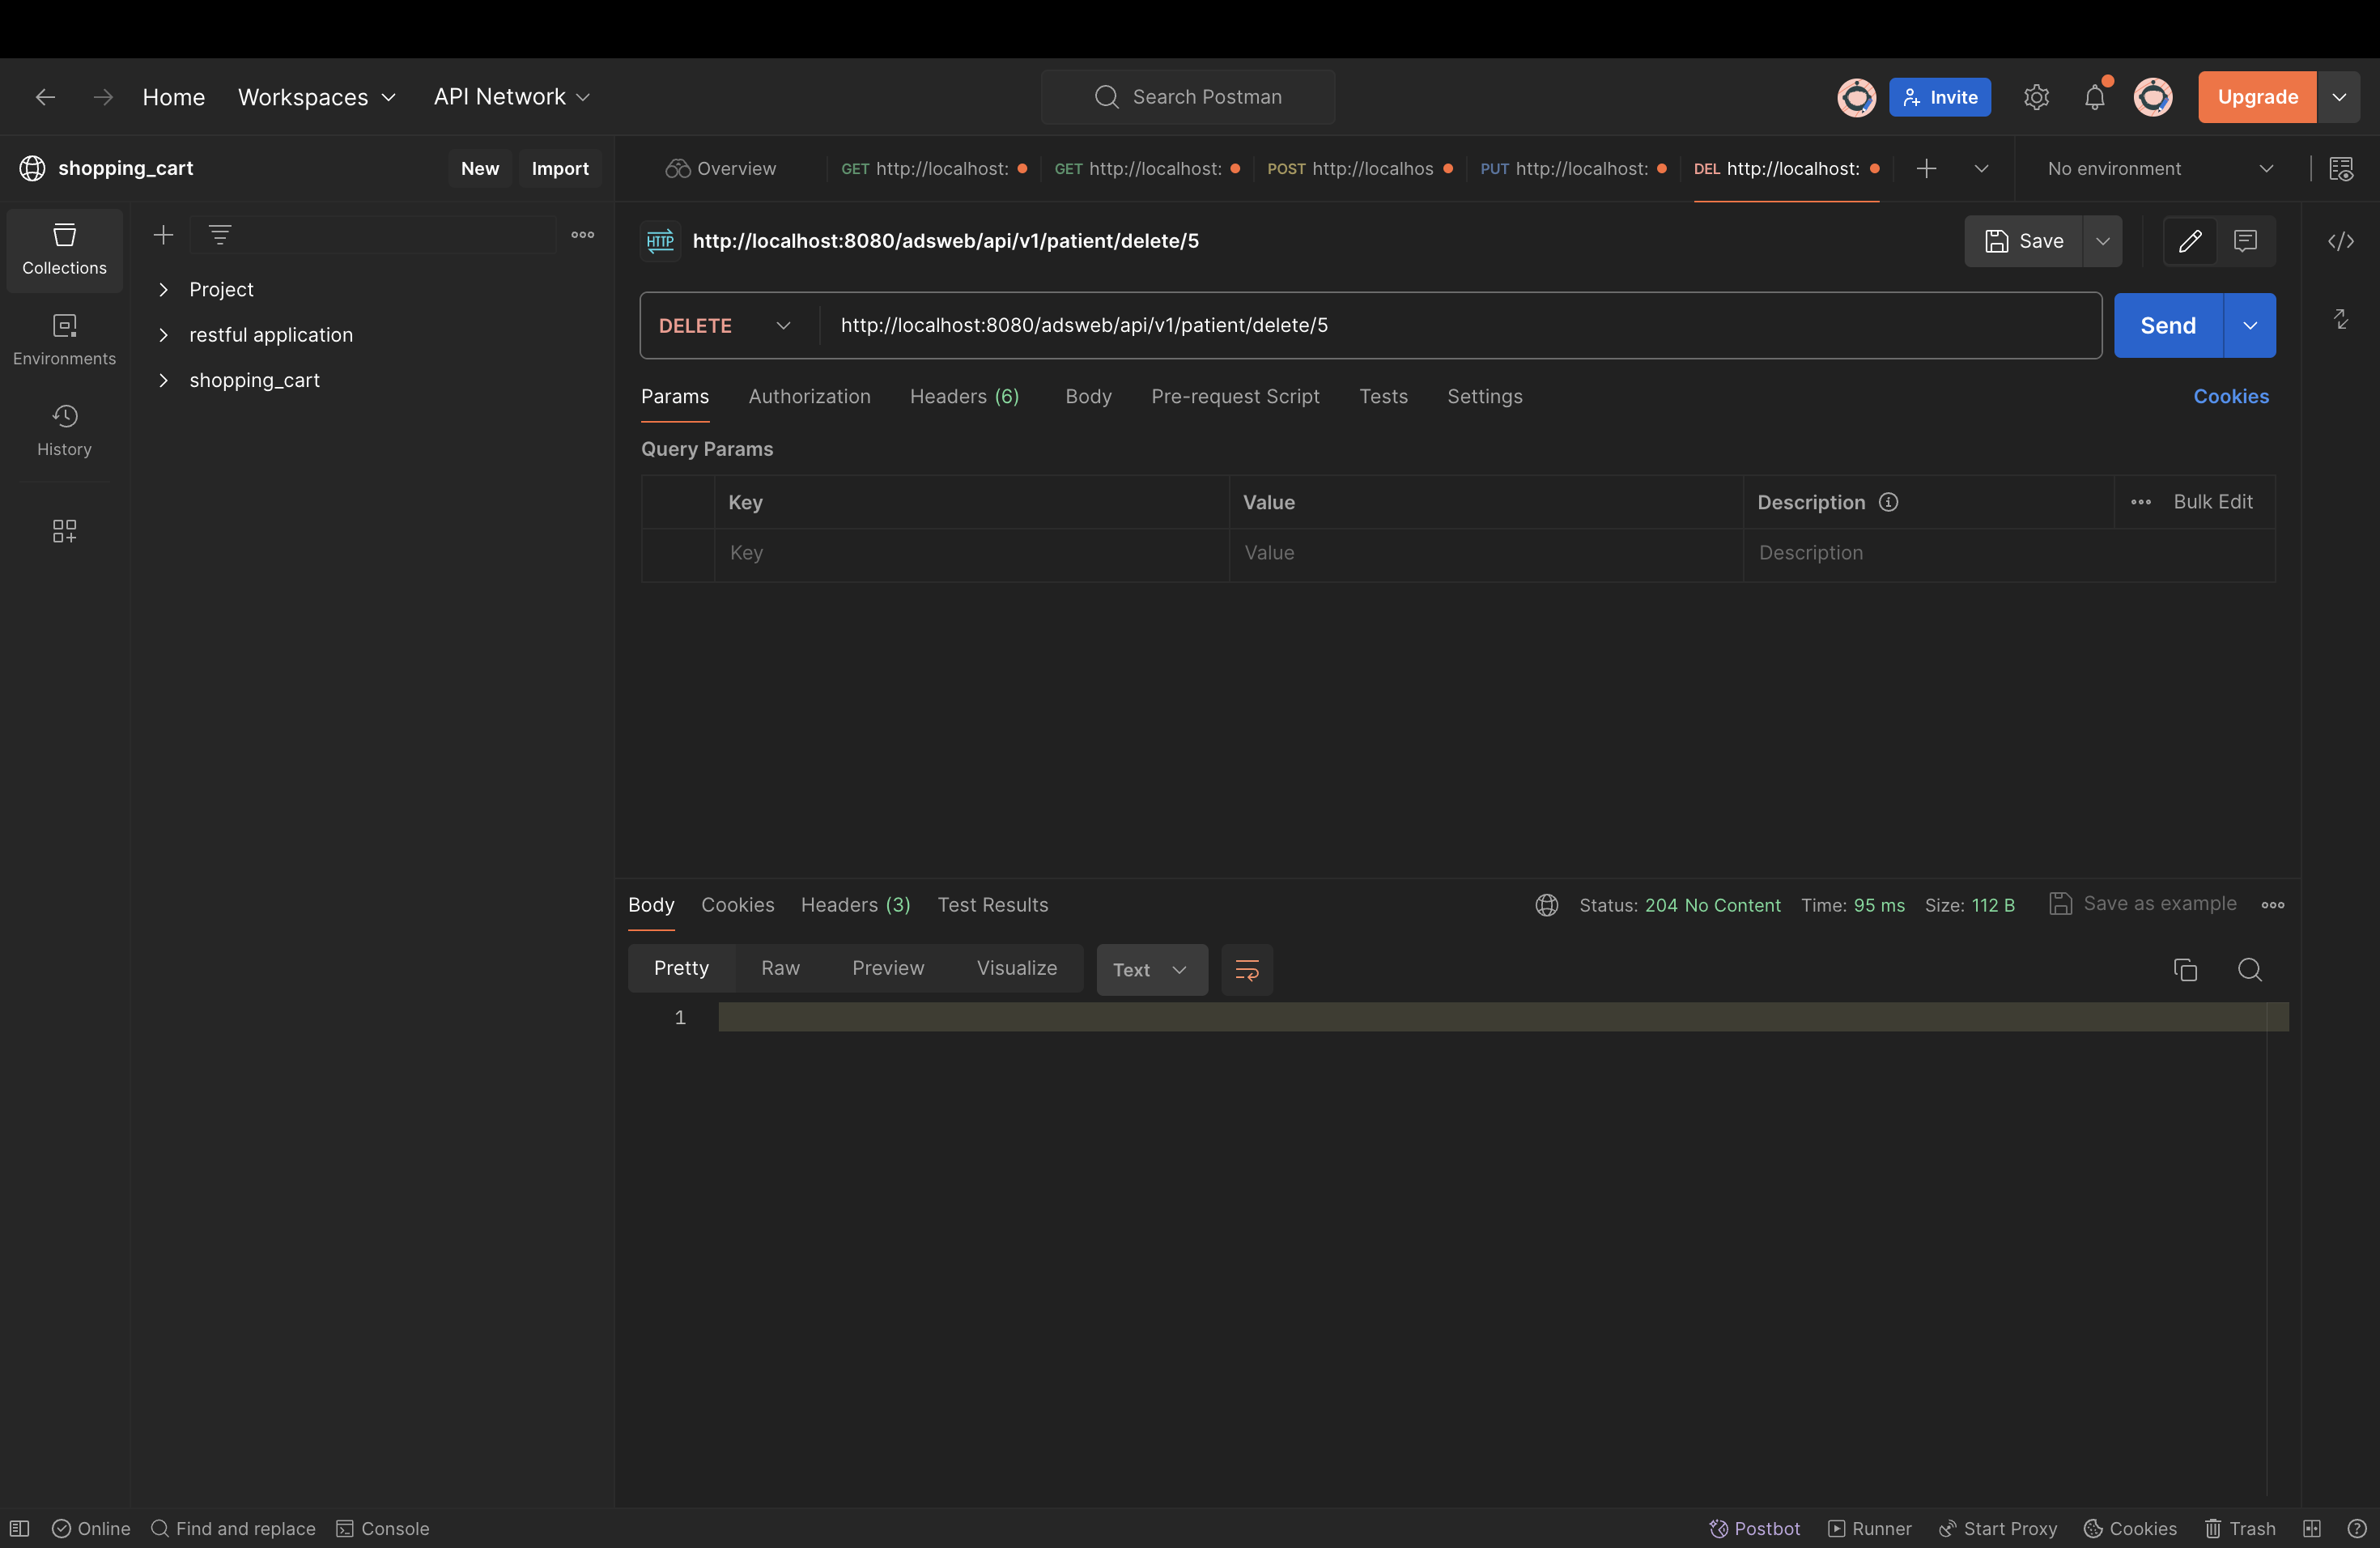 Home Workspaces API Network Search Postman Invite Upgrade
shopping_cart New Import Overview GET http://localhost: GET http://localhost: POST http://localhos PUT http://localhost: DEL http://localhost: No environment
Collections
Environments
History
Project
restful application
shopping_cart
HTTP http://localhost:8080/adsweb/api/v1/patient/delete/5 Save
DELETE http://localhost:8080/adsweb/api/v1/patient/delete/5 Send
Params Authorization Headers (6) Body Pre-request Script Tests Settings Cookies
Query Params
Key Value Description Bulk Edit
Key Value Description
Body Cookies Headers (3) Test Results Status: 204 No Content Time: 95 ms Size: 112 B Save as example
Pretty Raw Preview Visualize Text
1
Online Find and replace Console Postbot Runner Start Proxy Cookies Trash